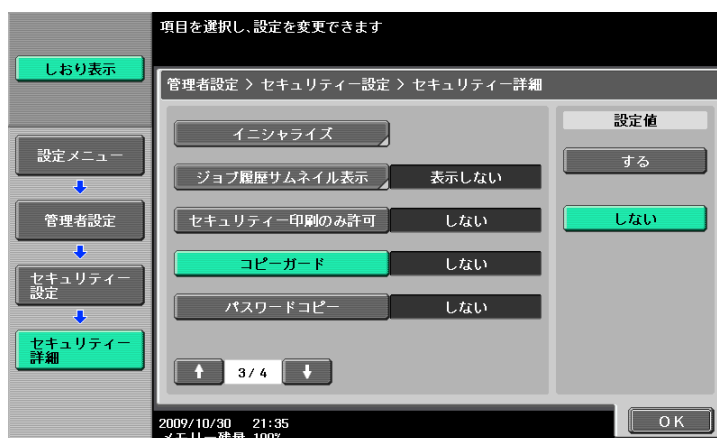 項目を選択し、設定を変更できます
しおり表示
管理者設定 > セキュリティー設定 > セキュリティー詳細
設定メニュー
管理者設定
セキュリティー
設定
セキュリティー
詳細
イニシャライズ
ジョブ履歴サムネイル表示 表示しない
セキュリティー印刷のみ許可 しない
コピーガード しない
パスワードコピー しない
3/ 4
設定値
する
しない
2009/10/30 21:35
メモリー残量 100%
OK